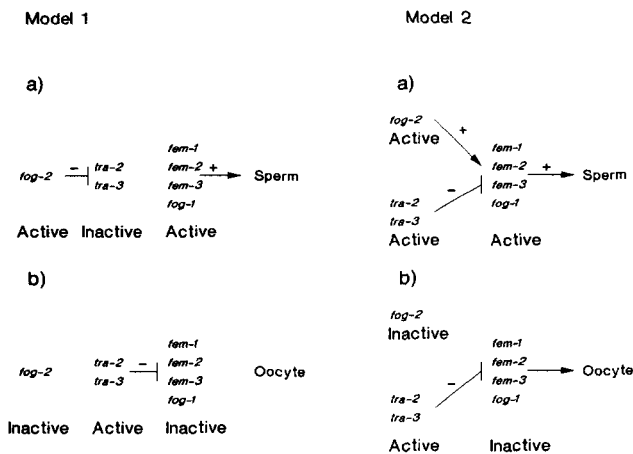 Model 1
a)
fem-1
fog-2 – tra-2 fem-2 + Sperm
tra-3 fem-3
fog-1
Active Inactive Active
b)
fem-1
fog-2 tra-2 – fem-2 Oocyte
tra-3 fem-3
fog-1
Inactive Active Inactive
Model 2
a)
fog-2
Active +
fem-1
fem-2 + Sperm
– fem-3
tra-2 fog-1
tra-3
Active Active
b)
fog-2
Inactive
fem-1
fem-2 Oocyte
– fem-3
tra-2 fog-1
tra-3
Active Inactive